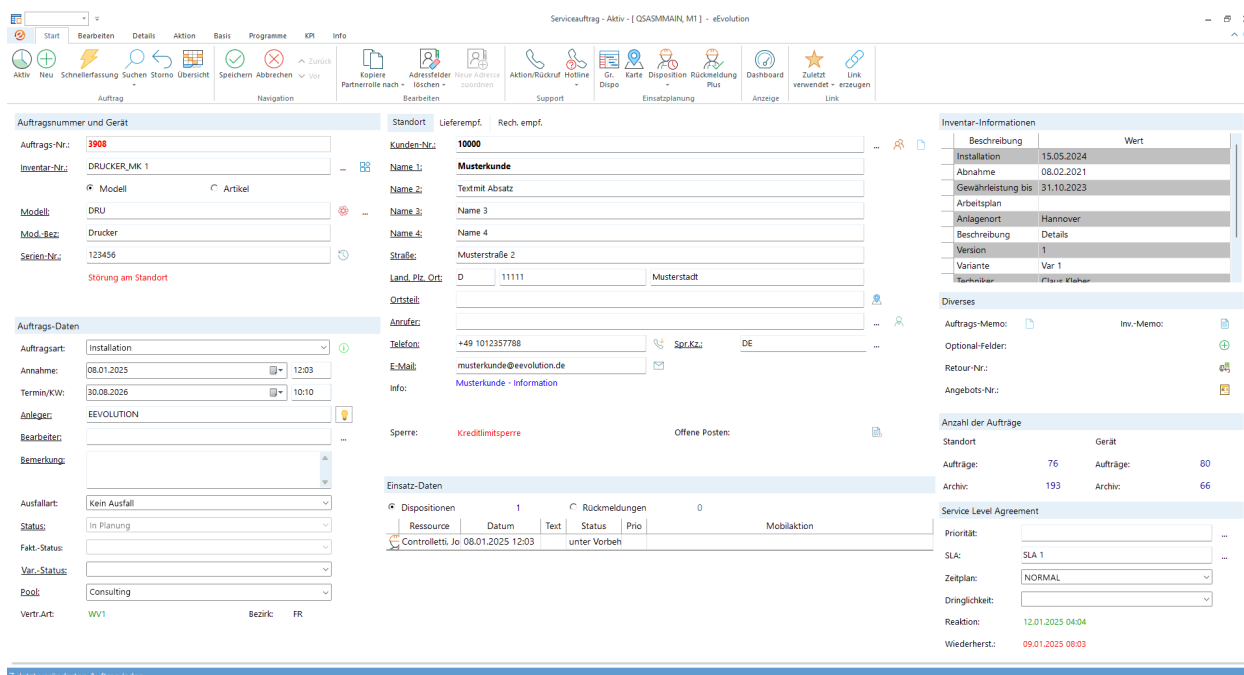 Serviceauftrag - Aktiv - [ QSASMMAIN, M1 ] - eEvolution
Start Bearbeiten Details Aktion Basis Programme KPI Info
Aktiv Neu Schnellerfassung Suchen Storno Übersicht
Auftrag
Speichern Abbrechen Zurück Vor
Navigation
Kopiere Partnerrolle nach Adressfelder löschen Neue Adresse zuordnen
Bearbeiten
Aktion/Rückruf Hotline
Support
Gr. Dispo Karte Disposition Rückmeldung Plus
Einsatzplanung
Dashboard
Anzeige
Zuletzt verwendet Link erzeugen
Link
Auftragsnummer und Gerät
Auftrags-Nr.: 3908
Inventar-Nr.: DRUCKER_MK 1 ...
Modell Artikel
Modell: DRU ...
Mod.-Bez: Drucker
Serien-Nr.: 123456
Störung am Standort
Auftrags-Daten
Auftragsart: Installation
Annahme: 08.01.2025 12:03
Termin/KW: 30.08.2026 10:10
Anleger: EEVOLUTION
Bearbeiter: ...
Bemerkung:
Ausfallart: Kein Ausfall
Status: In Planung
Fakt.-Status:
Var.-Status:
Pool: Consulting
Vertr.Art: WV1 Bezirk: FR
Standort Lieferempf. Rech. empf.
Kunden-Nr.: 10000 ...
Name 1: Musterkunde
Name 2: Textmit Absatz
Name 3: Name 3
Name 4: Name 4
Straße: Musterstraße 2
Land. Plz. Ort: D 11111 Musterstadt
Ortsteil:
Anrufer: ...
Telefon: +49 1012357788 Spr.Kz.: DE ...
E-Mail: musterkunde@eevolution.de
Info: Musterkunde - Information
Sperre: Kreditlimitsperre Offene Posten:
Einsatz-Daten
Dispositionen 1 Rückmeldungen 0
Ressource Datum Text Status Prio Mobilaktion
Controlletti, Jo 08.01.2025 12:03 unter Vorbeh
Inventar-Informationen
Beschreibung Wert
Installation 15.05.2024
Abnahme 08.02.2021
Gewährleistung bis 31.10.2023
Arbeitsplan
Anlagenort Hannover
Beschreibung Details
Version 1
Variante Var 1
Techniker Claus Kleber
Diverses
Auftrags-Memo: Inv.-Memo:
Optional-Felder:
Retour-Nr.:
Angebots-Nr.:
Anzahl der Aufträge
Standort Gerät
Aufträge: 76 Aufträge: 80
Archiv: 193 Archiv: 66
Service Level Agreement
Priorität: ...
SLA: SLA 1 ...
Zeitplan: NORMAL
Dringlichkeit:
Reaktion: 12.01.2025 04:04
Wiederherst.: 09.01.2025 08:03